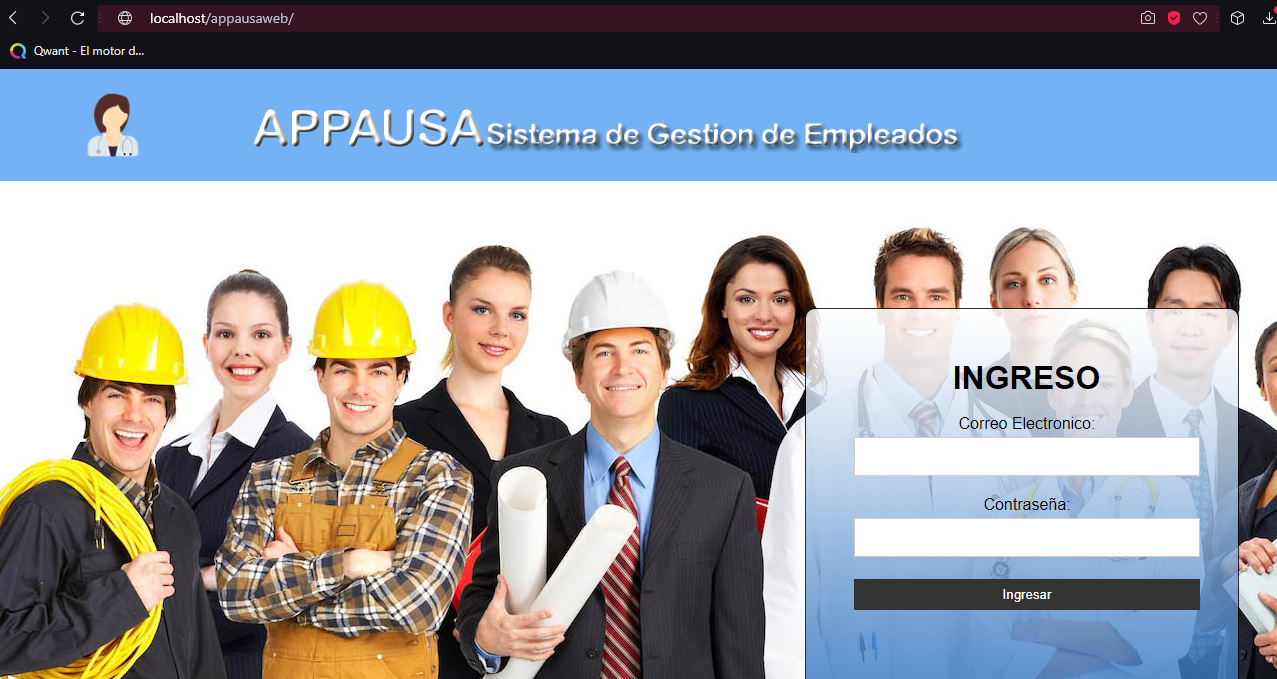 localhost/appausaweb/
Qwant - El motor d...
APPAUSA Sistema de Gestion de Empleados
INGRESO
Correo Electronico:
Contraseña:
Ingresar